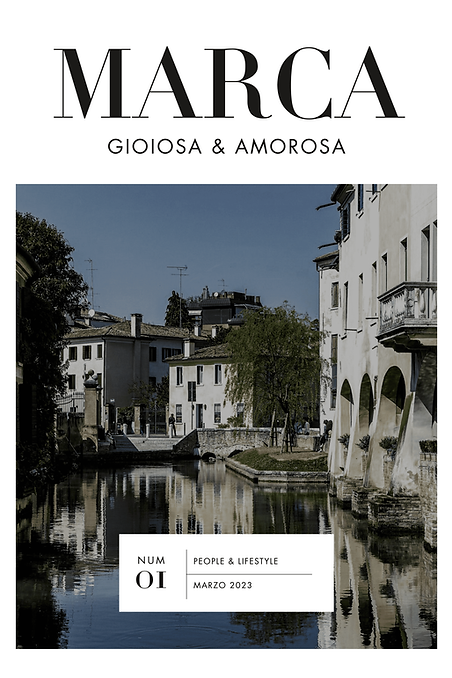 MARCA
GIOIOSA & AMOROSA
NUM
01
PEOPLE & LIFESTYLE
MARZO 2023